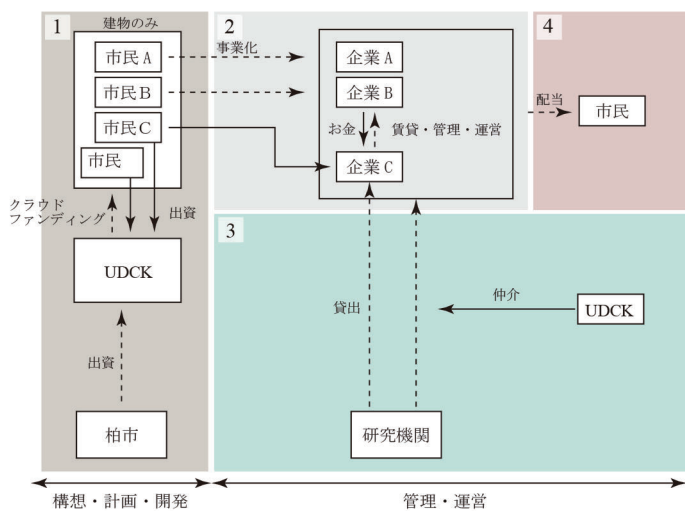 1
建物のみ
市民A
市民B
市民C
市民
クラウド
ファンディング
出資
UDCK
出資
柏市
2
事業化
企業A
企業B
お金
賃貸・管理・運営
企業C
4
配当
市民
3
貸出
仲介
UDCK
研究機関
構想・計画・開発
管理・運営